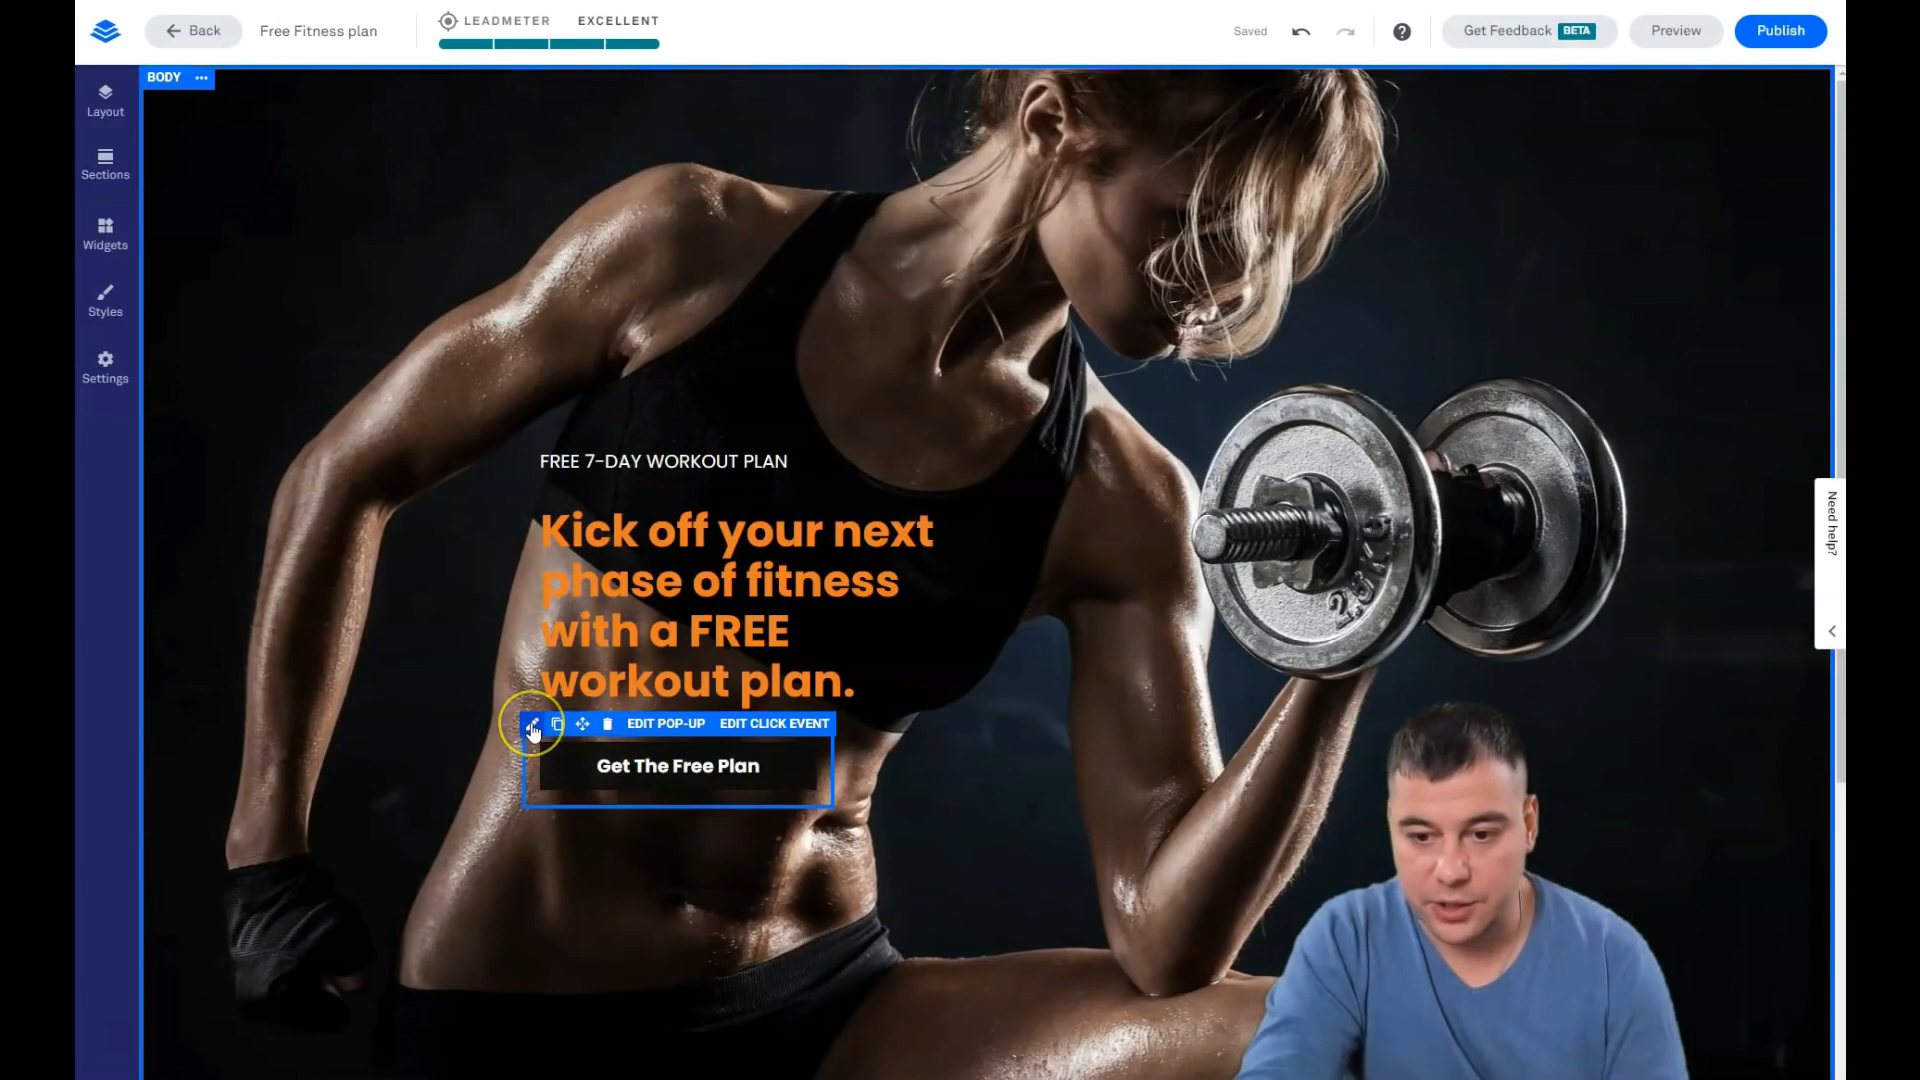 Back
Free Fitness plan
LEADMETER EXCELLENT
Saved
Get Feedback BETA
Preview
Publish
BODY ...
Layout
Sections
Widgets
Styles
Settings
FREE 7-DAY WORKOUT PLAN
Kick off your next
phase of fitness
with a FREE
workout plan.
EDIT POP-UP EDIT CLICK EVENT
Get The Free Plan
2.5KG
Need help?